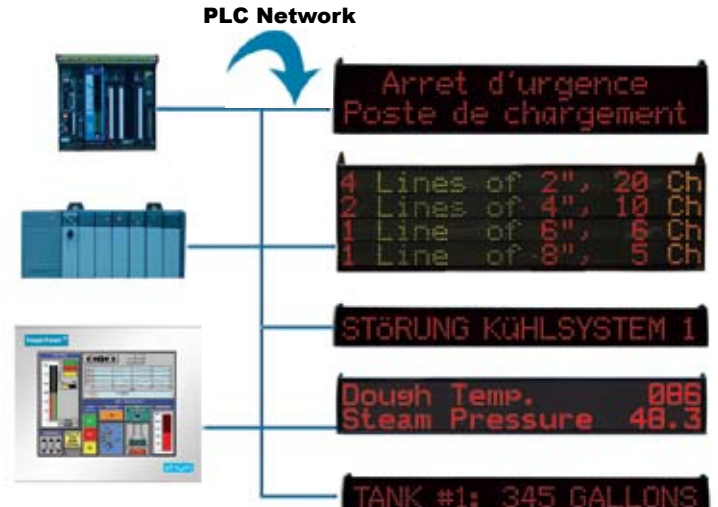 PLC Network
Arret d'urgence
Poste de chargement
4 Lines of 2", 20 Ch
2 Lines of 4", 10 Ch
1 Line of 6", 6 Ch
1 Line of 8", 5 Ch
STöRUNG KüHLSYSTEM 1
Dough Temp. 086
Steam Pressure 48.3
TANK #1: 345 GALLONS